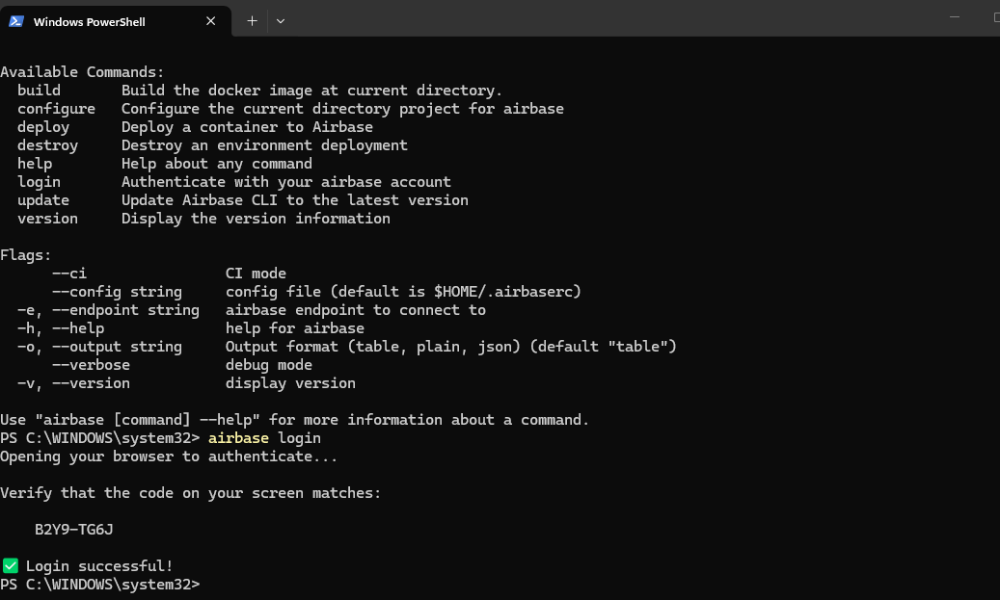 Windows PowerShell
Available Commands:
  build       Build the docker image at current directory.
  configure   Configure the current directory project for airbase
  deploy      Deploy a container to Airbase
  destroy     Destroy an environment deployment
  help        Help about any command
  login       Authenticate with your airbase account
  update      Update Airbase CLI to the latest version
  version     Display the version information
Flags:
      --ci                CI mode
      --config string     config file (default is $HOME/.airbaserc)
  -e, --endpoint string   airbase endpoint to connect to
  -h, --help              help for airbase
  -o, --output string     Output format (table, plain, json) (default "table")
      --verbose           debug mode
  -v, --version           display version
Use "airbase [command] --help" for more information about a command.
PS C:\WINDOWS\system32> airbase login
Opening your browser to authenticate...
Verify that the code on your screen matches:
    B2Y9-TG6J
✅ Login successful!
PS C:\WINDOWS\system32>